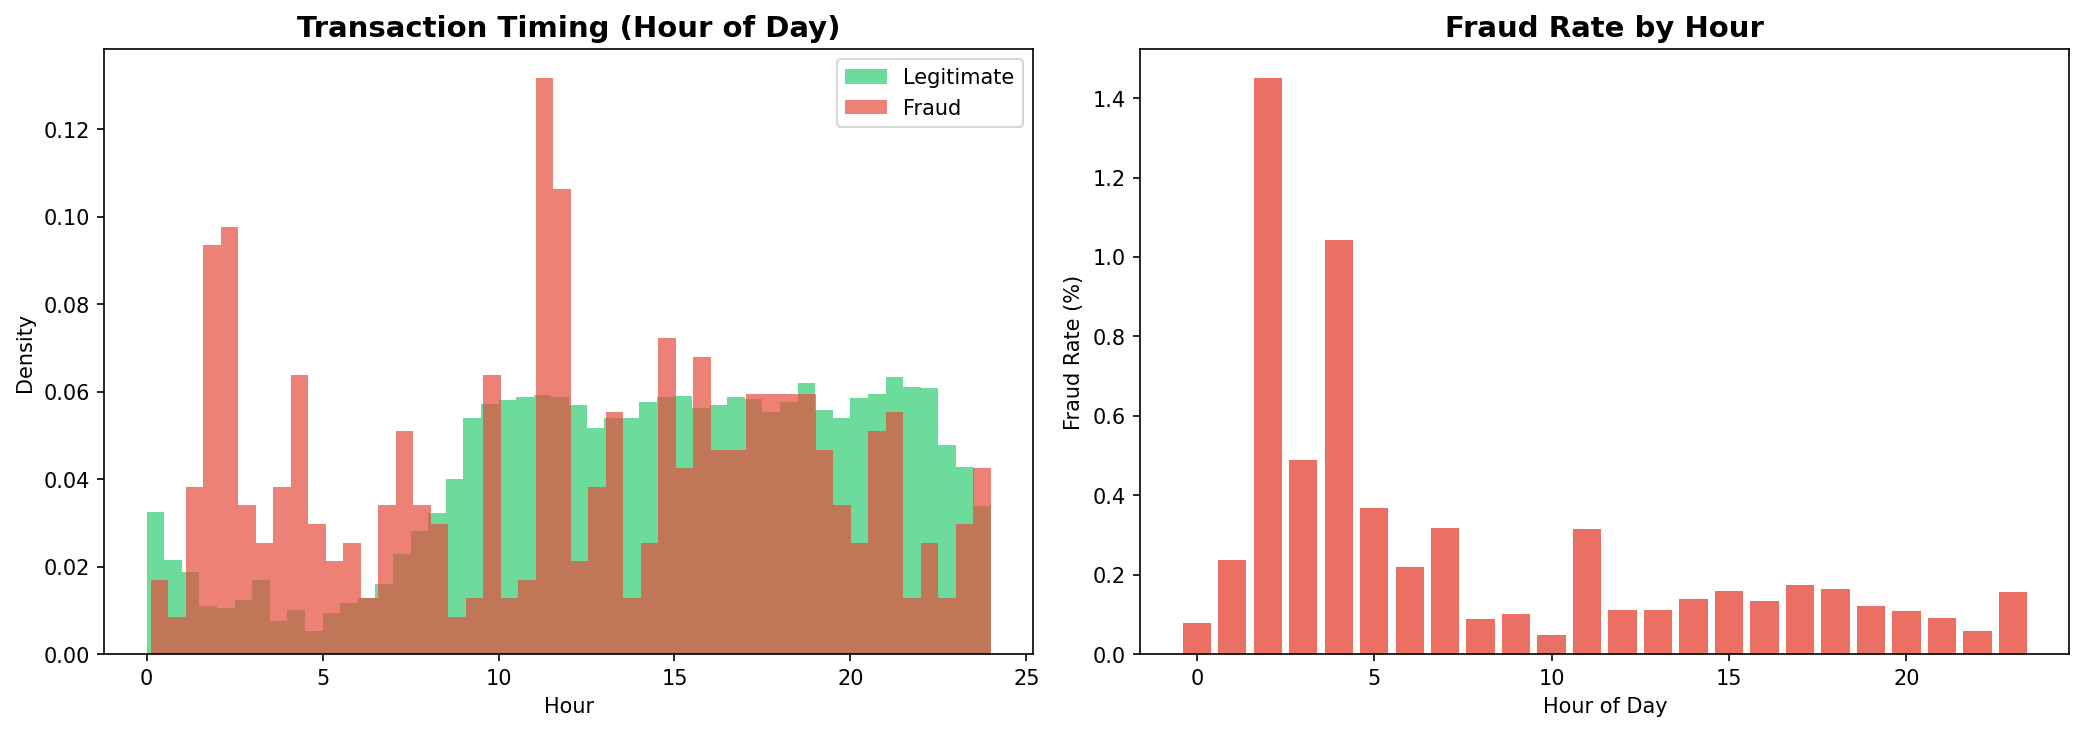 Transaction Timing (Hour of Day)
Legitimate
Fraud
Density
0.12
0.10
0.08
0.06
0.04
0.02
0.00
0 5 10 15 20 25
Hour
Fraud Rate by Hour
Fraud Rate (%)
1.4
1.2
1.0
0.8
0.6
0.4
0.2
0.0
0 5 10 15 20
Hour of Day